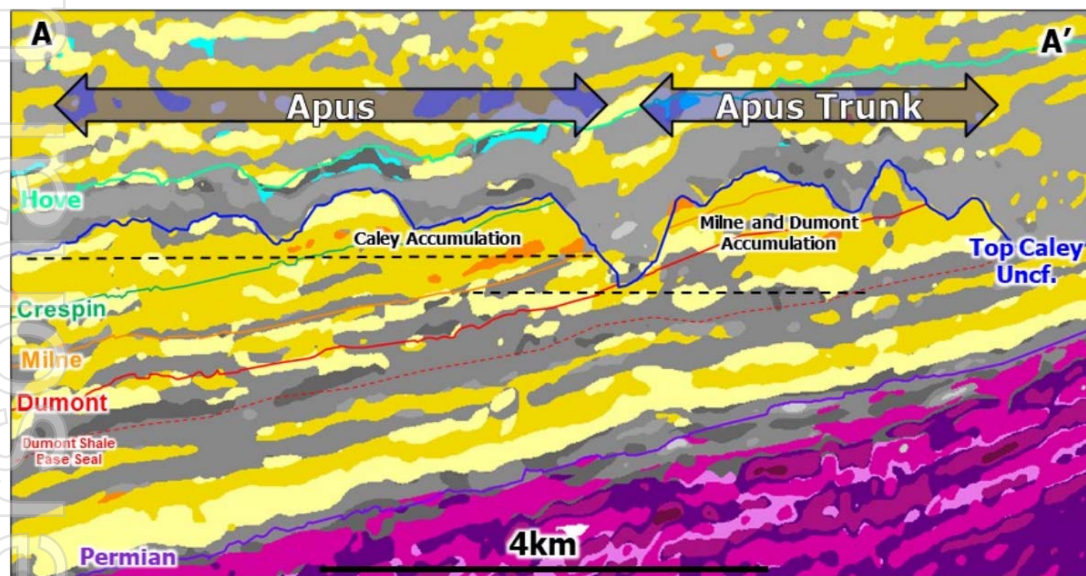 A
A'
Apus
Apus Trunk
Hove
Caley Accumulation
Milne and Dumont
Accumulation
Top Caley
Uncf.
Crespin
Milne
Dumont
Dumont Shale
Base Seal
4km
Permian